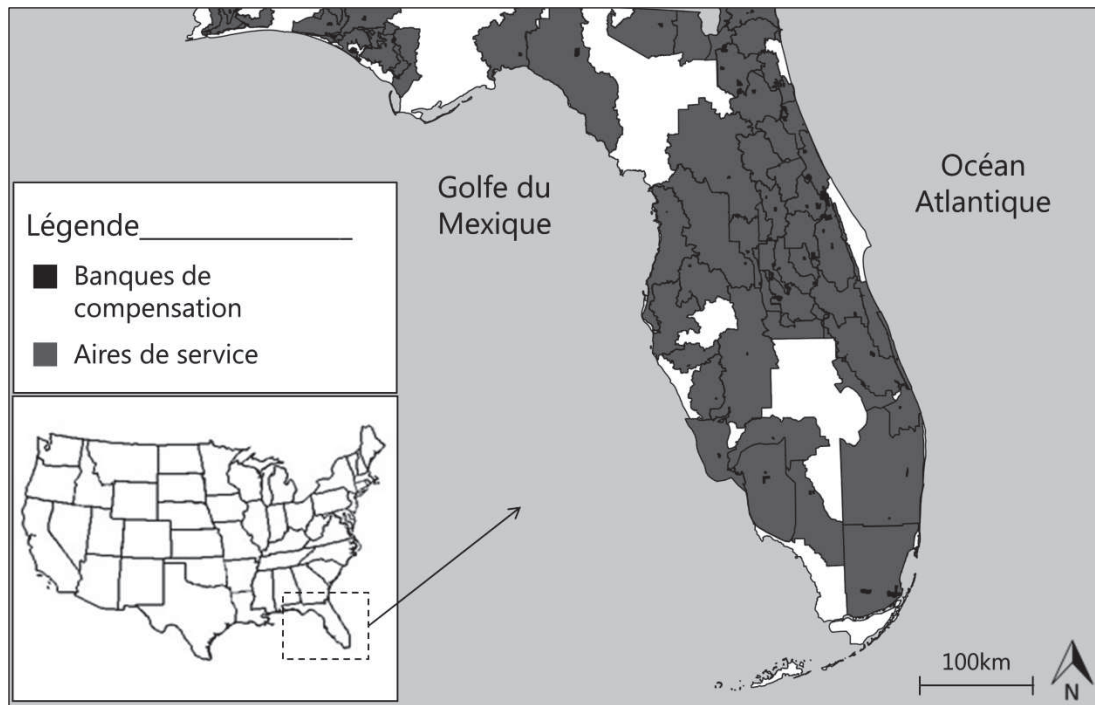 Golfe du
Mexique
Océan
Atlantique
Légende
Banques de
compensation
Aires de service
100km
N